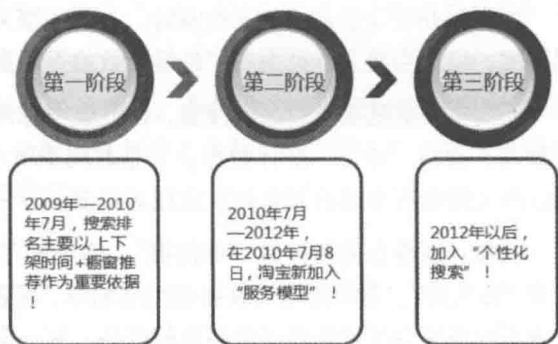 第一阶段
第二阶段
第三阶段
2009年—2010
年7月，搜索排
名主要以上下
架时间+橱窗推
荐作为重要依据
！
2010年7月
—2012年，
在2010年7月8
日，淘宝新加入
“服务模型”！
2012年以后，
加入“个性化
搜索”！